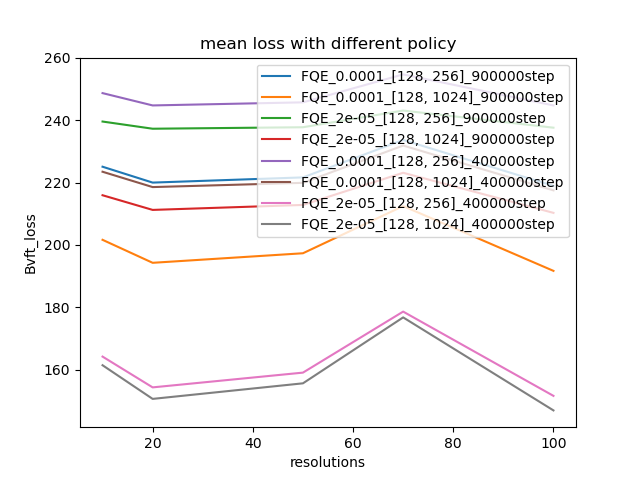 mean loss with different policy
260
240
220
200
180
160
Bvft_loss
FQE_0.0001_[128, 256]_900000step
FQE_0.0001_[128, 1024]_900000step
FQE_2e-05_[128, 256]_900000step
FQE_2e-05_[128, 1024]_900000step
FQE_0.0001_[128, 256]_400000step
FQE_0.0001_[128, 1024]_400000step
FQE_2e-05_[128, 256]_400000step
FQE_2e-05_[128, 1024]_400000step
20 40 60 80 100
resolutions